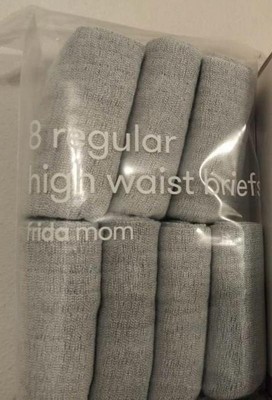 8 regular
high waist briefs
frida mom